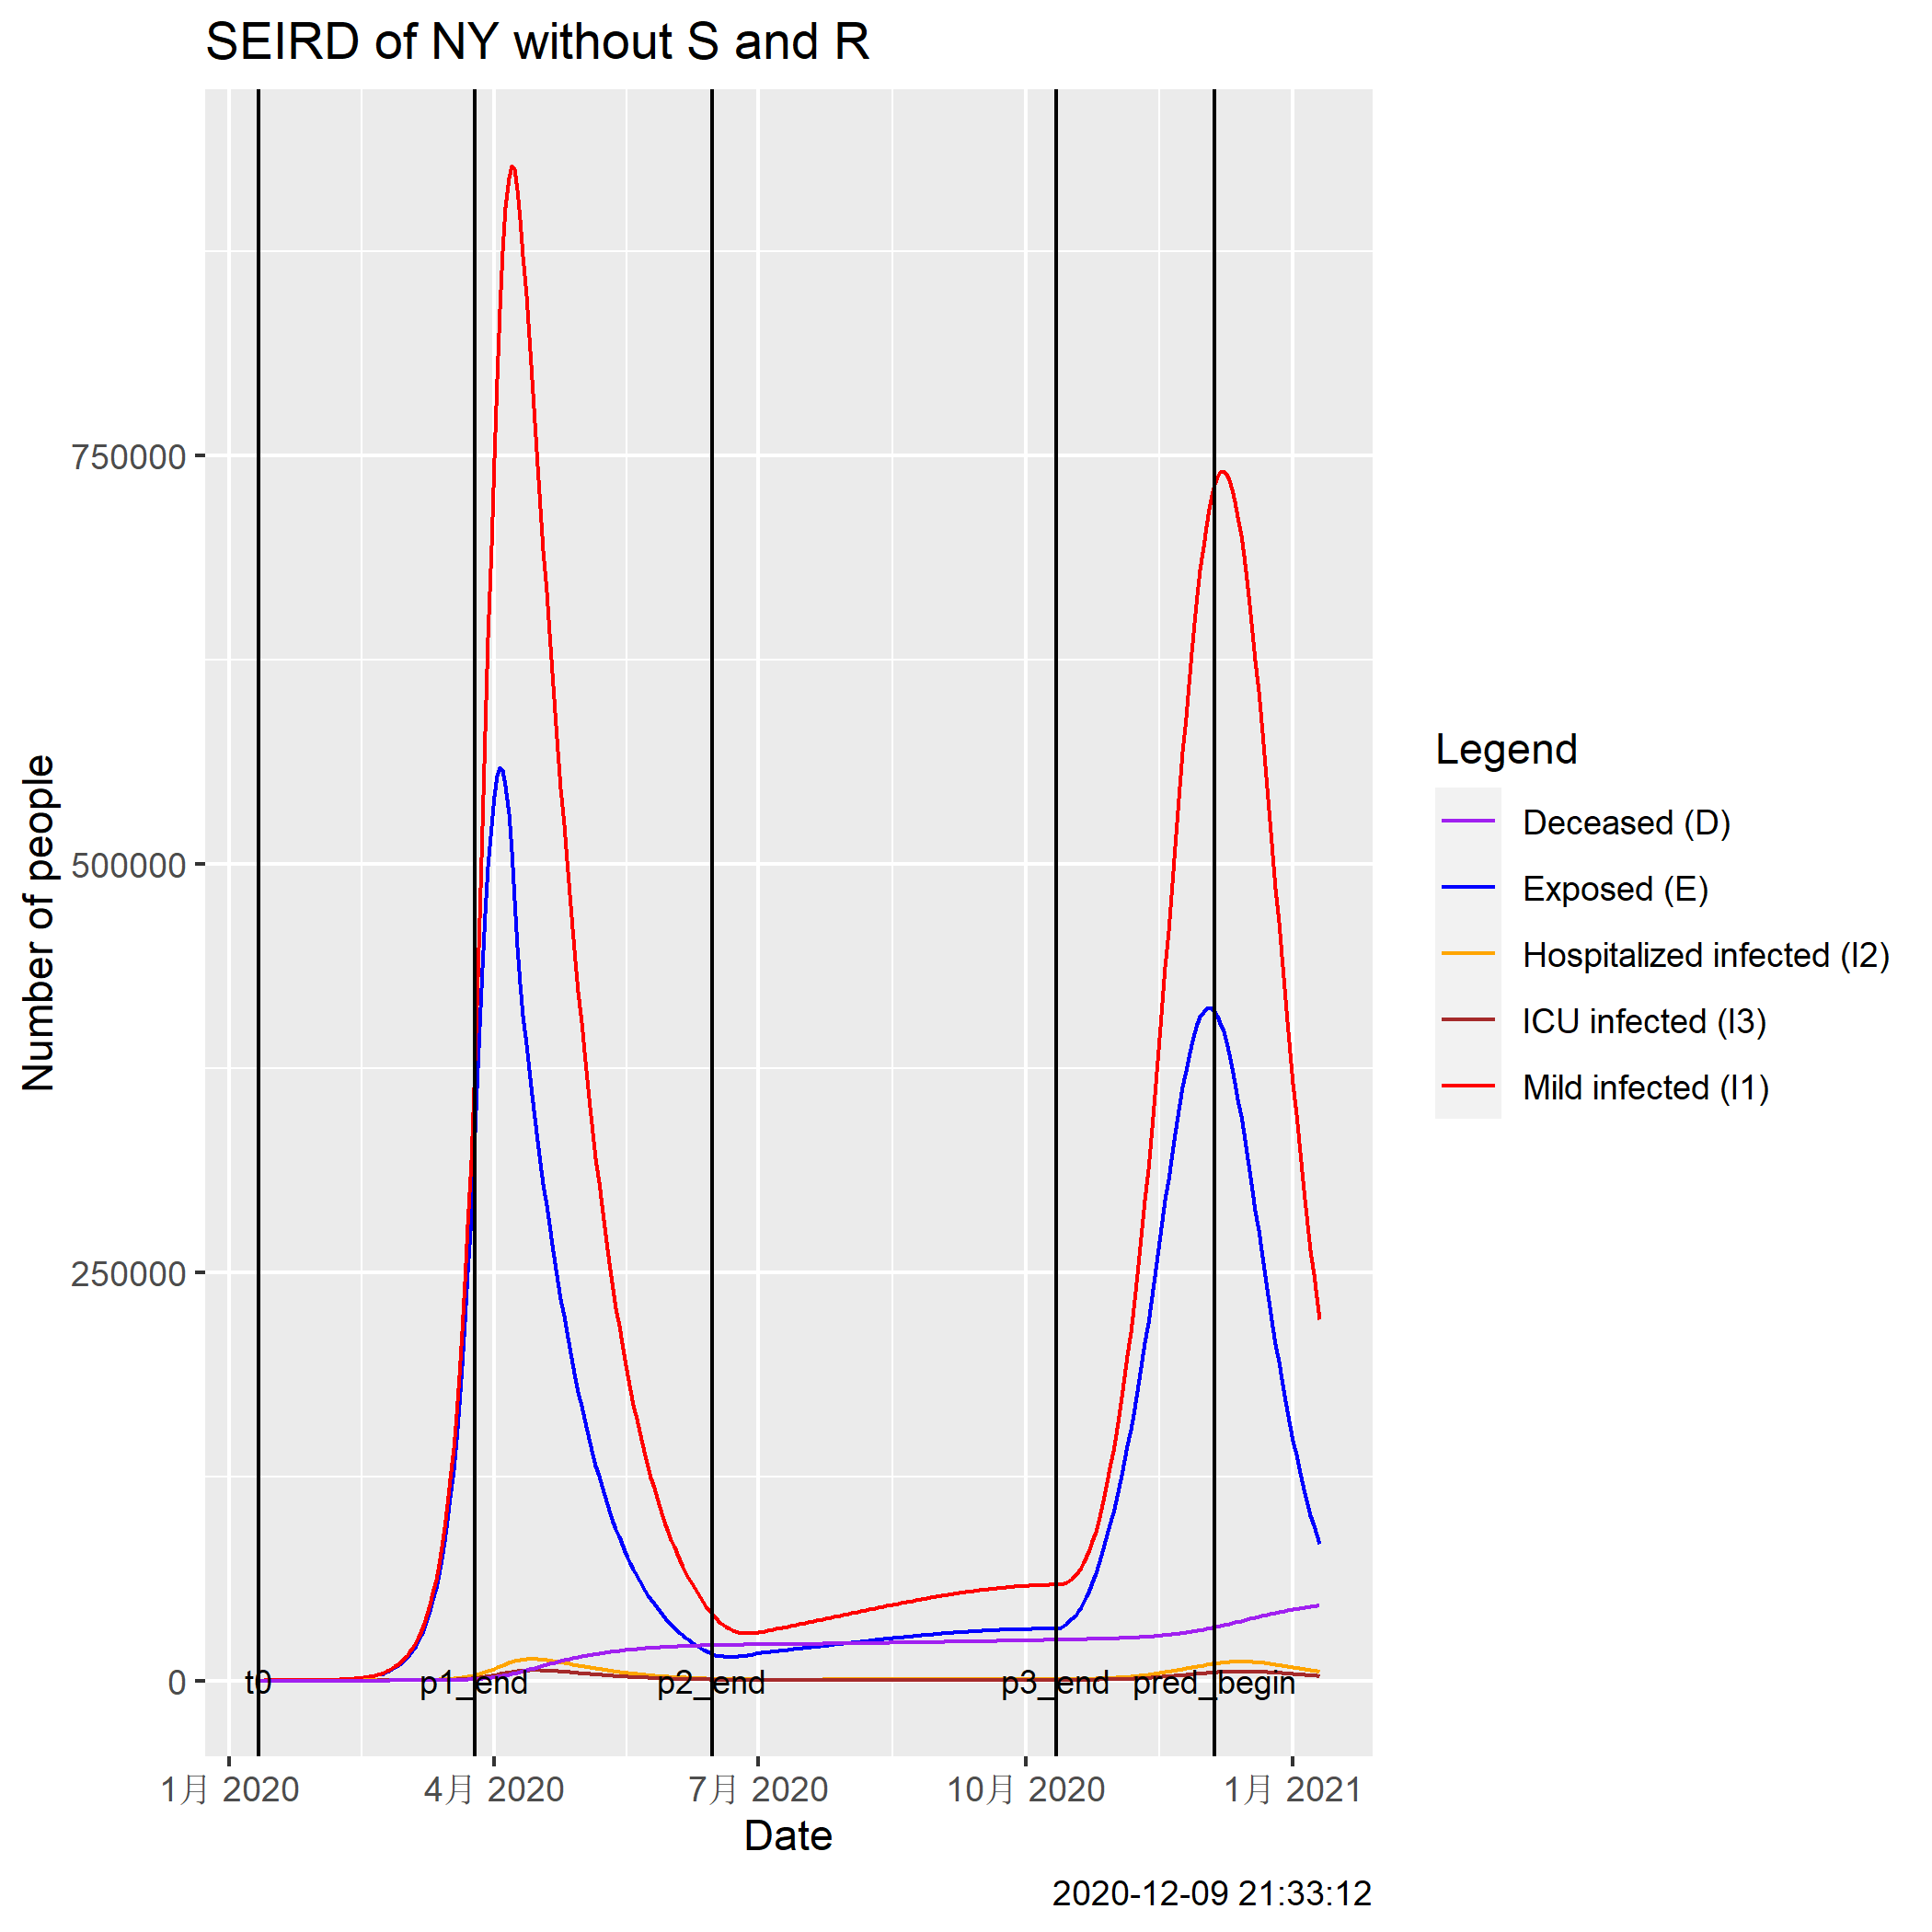 SEIRD of NY without S and R
Number of people
750000
500000
250000
0
t0
p1_end
p2_end
p3_end
pred_begin
1月 2020
4月 2020
7月 2020
10月 2020
1月 2021
Date
2020-12-09 21:33:12
Legend
Deceased (D)
Exposed (E)
Hospitalized infected (I2)
ICU infected (I3)
Mild infected (I1)